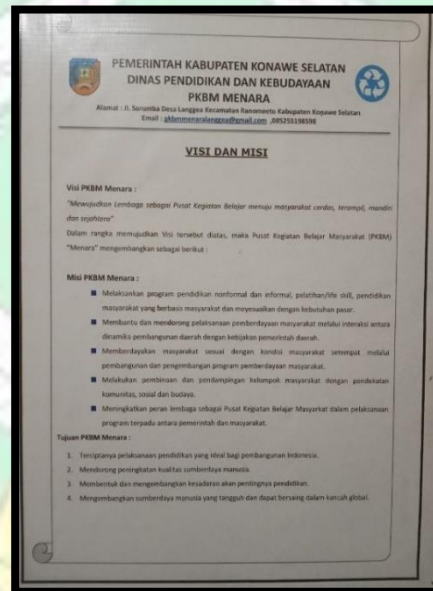 PEMERINTAH KABUPATEN KONAWE SELATAN
DINAS PENDIDIKAN DAN KEBUDAYAAN
PKBM MENARA
Alamat : Jl. Sorumba Desa Langgea Kecamatan Ranomeeto Kabupaten Konawe Selatan
Email : pkbmmenaralanggea@gmail.com ,085255198598
VISI DAN MISI
Visi PKBM Menara :
"Mewujudkan Lembaga sebagai Pusat Kegiatan Belajar menuju masyarakat cerdas, terampil, mandiri
dan sejahtera"
Dalam rangka memujudkan Visi tersebut diatas, maka Pusat Kegiatan Belajar Masyarakat (PKBM)
"Menara" mengembangkan sebagai berikut :
Misi PKBM Menara :
Melaksankan program pendidikan nonformal dan informal, pelatihan/life skill, pendidikan
masyarakat yang berbasis masyarakat dan meyesuaikan dengan kebutuhan pasar.
Membantu dan mendorong pelaksanaan pemberdayaan masyarakat melalui interaksi antara
dinamika pembangunan daerah dengan kebijakan pemerintah daerah.
Memberdayakan masyarakat sesuai dengan kondisi masyarakat setempat melalui
pembangunan dan pengembangan program pemberdayaan masyarakat.
Melakukan pembinaan dan pendampingan kelompok masyarakat dengan pendekatan
komunitas, sosial dan budaya.
Meningkatkan peran lembaga sebagai Pusat Kegiatan Belajar Masyarkat dalam pelaksanaan
program terpadu antara pemerintah dan masyarakat.
Tujuan PKBM Menara :
1. Terciptanya pelaksanaan pendidikan yang ideal bagi pembangunan Indonesia.
2. Mendorong peningkatan kualitas sumberdaya manusia.
3. Membentuk dan mengembangkan kesadaran akan pentingnya pendidikan.
4. Mengembangkan sumberdaya manusia yang tangguh dan dapat bersaing dalam kancah global.
2